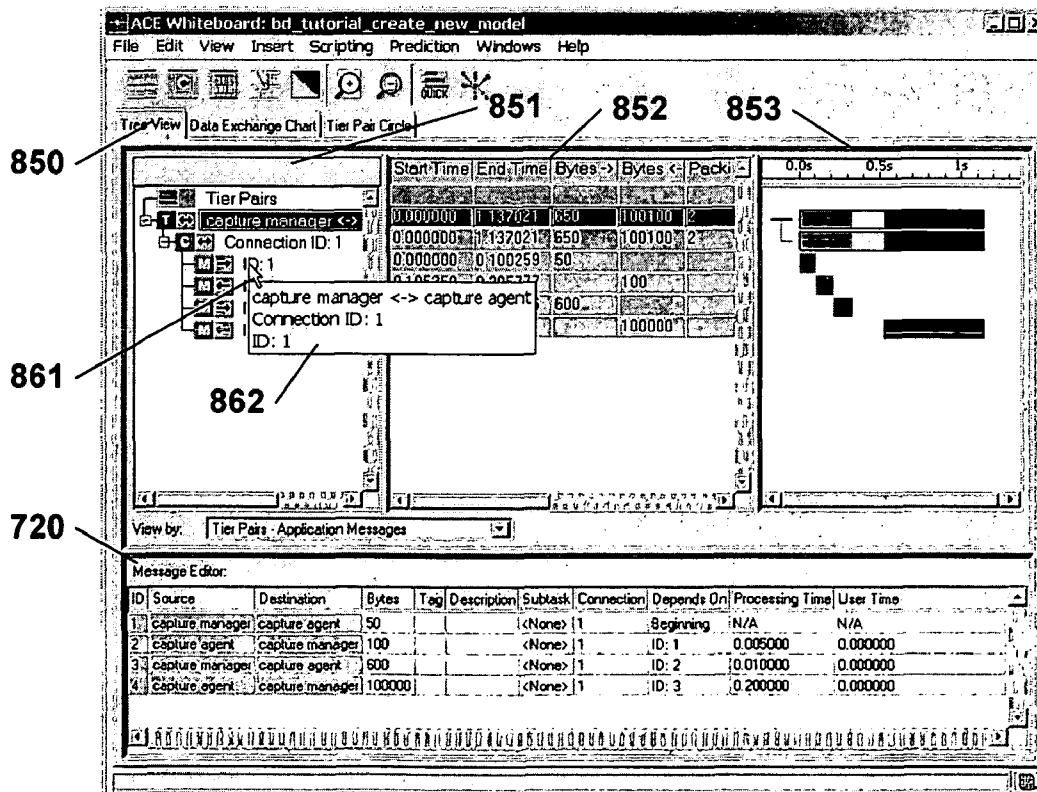 ACE Whiteboard: bd_tutorial_create_new_model
File Edit View Insert Scripting Prediction Windows Help
QUICK
851 852 853
Tree View Data Exchange Chart Tier Pair Circle
850
Start Time End Time Bytes -> Bytes <- Packi
0.0s 0.5s 1s
Tier Pairs
T capture manager <-> 0.000000 1.137021 650 100100 2
C Connection ID: 1 0.000000 1.137021 650 100100 2
M ID: 1 0.000000 0.100259 50
M 100
M 600
M 100000
capture manager <-> capture agent
Connection ID: 1
ID: 1
861
862
View by: Tier Pairs - Application Messages
720
Message Editor:
ID Source Destination Bytes Tag Description Subtask Connection Depends On Processing Time User Time
1 capture manager capture agent 50 <None> 1 Beginning N/A N/A
2 capture agent capture manager 100 <None> 1 ID: 1 0.005000 0.000000
3 capture manager capture agent 600 <None> 1 ID: 2 0.010000 0.000000
4 capture agent capture manager 100000 <None> 1 ID: 3 0.200000 0.000000